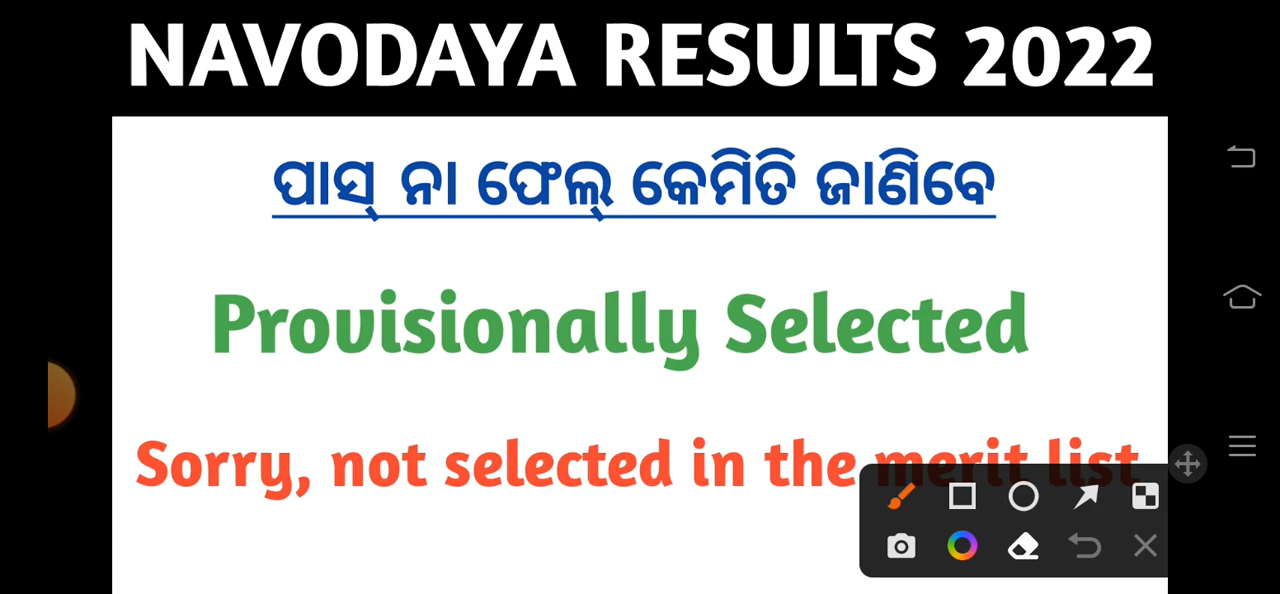 NAVODAYA RESULTS 2022
ପାସ୍ ନା ଫେଲ୍ କେମିତି ଜାଣିବେ
Provisionally Selected
Sorry, not selected in the merit list